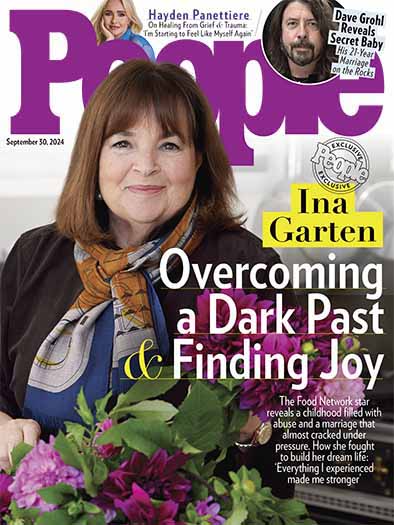 Hayden Panettiere
On Healing From Grief & Trauma:
'I'm Starting to Feel Like Myself Again'
Dave Grohl
Reveals
Secret Baby
His 21-Year
Marriage
on the Rocks
People
September 30, 2024
EXCLUSIVE
People
EXCLUSIVE
Ina
Garten
Overcoming
a Dark Past
& Finding Joy
The Food Network star
reveals a childhood filled with
abuse and a marriage that
almost cracked under
pressure. How she fought
to build her dream life:
'Everything I experienced
made me stronger'